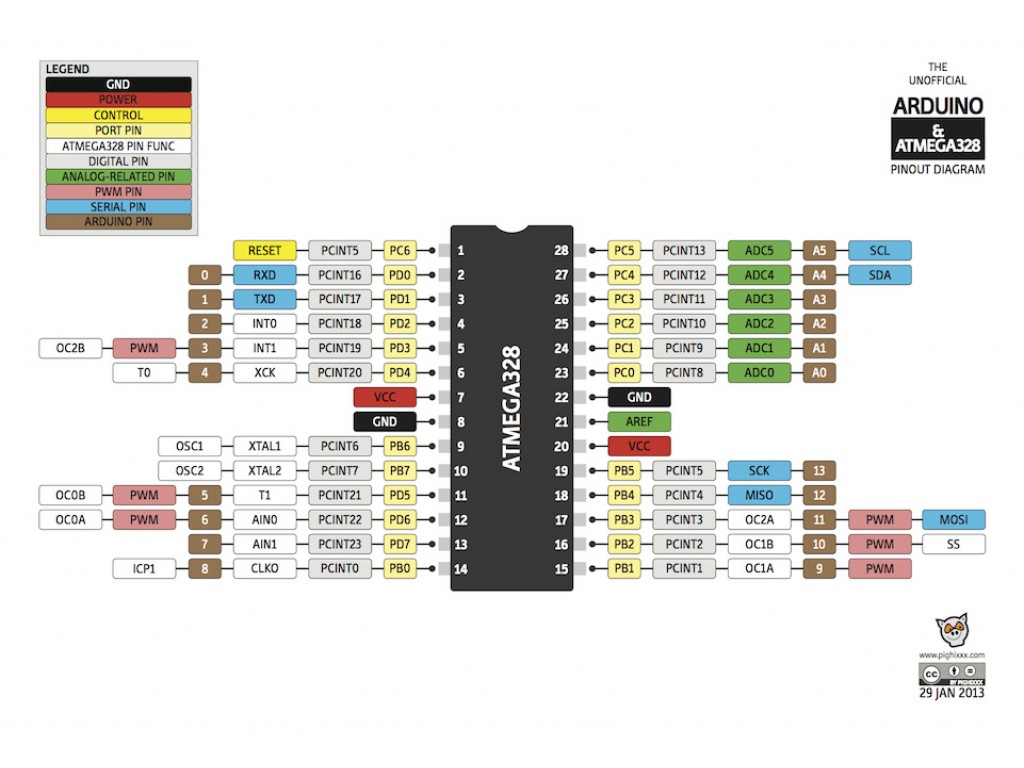 LEGEND
GND
POWER
CONTROL
PORT PIN
ATMEGA328 PIN FUNC
DIGITAL PIN
ANALOG-RELATED PIN
PWM PIN
SERIAL PIN
ARDUINO PIN
THE
UNOFFICIAL
ARDUINO
&
ATMEGA328
PINOUT DIAGRAM
RESET PCINT5 PC6 1 28 PC5 PCINT13 ADC5 A5 SCL
0 RXD PCINT16 PD0 2 27 PC4 PCINT12 ADC4 A4 SDA
1 TXD PCINT17 PD1 3 26 PC3 PCINT11 ADC3 A3
2 INT0 PCINT18 PD2 4 25 PC2 PCINT10 ADC2 A2
OC2B PWM 3 INT1 PCINT19 PD3 5 24 PC1 PCINT9 ADC1 A1
T0 4 XCK PCINT20 PD4 6 23 PC0 PCINT8 ADC0 A0
VCC 7 22 GND
GND 8 21 AREF
OSC1 XTAL1 PCINT6 PB6 9 20 VCC
OSC2 XTAL2 PCINT7 PB7 10 19 PB5 PCINT5 SCK 13
OC0B PWM 5 T1 PCINT21 PD5 11 18 PB4 PCINT4 MISO 12
OC0A PWM 6 AIN0 PCINT22 PD6 12 17 PB3 PCINT3 OC2A 11 PWM MOSI
7 AIN1 PCINT23 PD7 13 16 PB2 PCINT2 OC1B 10 PWM SS
ICP1 8 CLKO PCINT0 PB0 14 15 PB1 PCINT1 OC1A 9 PWM
ATMEGA328
www.pighixxx.com
cc
BY PIGHIXXX
29 JAN 2013